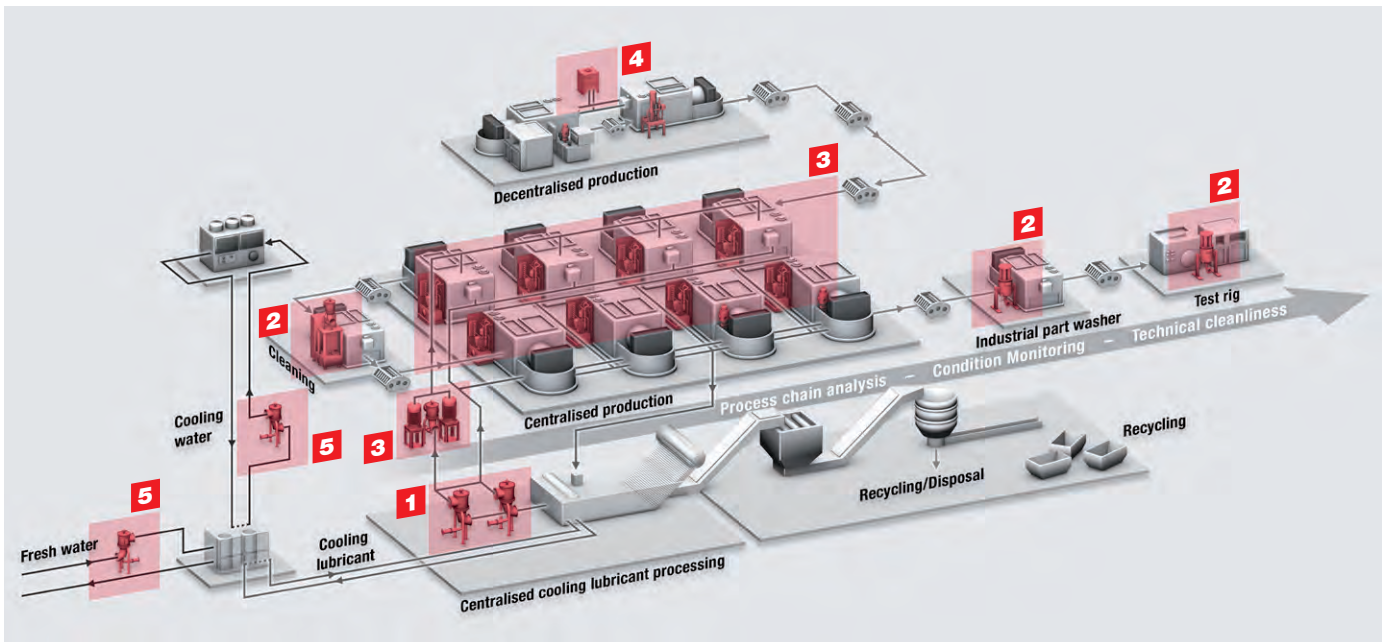 4
Decentralised production
3
2
2
Test rig
Industrial part washer
2
Cleaning
Centralised production
Process chain analysis – Condition Monitoring – Technical cleanliness
Cooling
water
5
3
Recycling
Recycling/Disposal
1
5
Fresh water
Cooling
lubricant
Centralised cooling lubricant processing